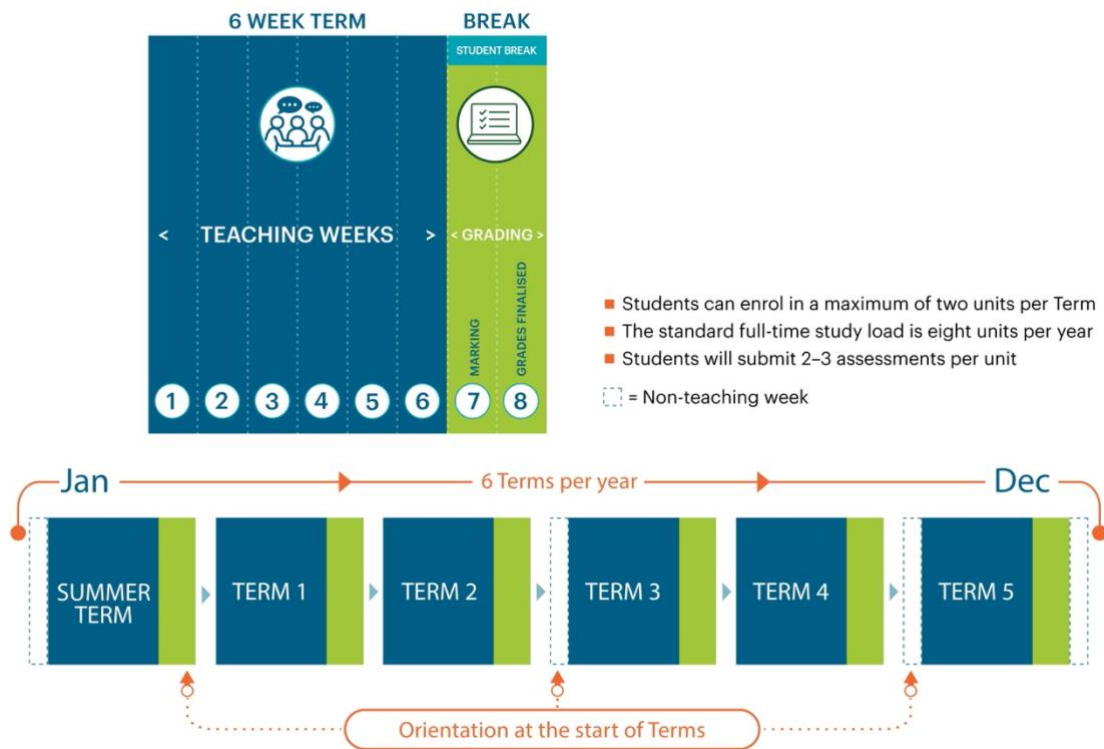 6 WEEK TERM
BREAK
STUDENT BREAK
< TEACHING WEEKS >
< GRADING >
MARKING
GRADES FINALISED
1 2 3 4 5 6 7 8
Students can enrol in a maximum of two units per Term
The standard full-time study load is eight units per year
Students will submit 2–3 assessments per unit
= Non-teaching week
Jan
6 Terms per year
Dec
SUMMER
TERM
TERM 1
TERM 2
TERM 3
TERM 4
TERM 5
Orientation at the start of Terms